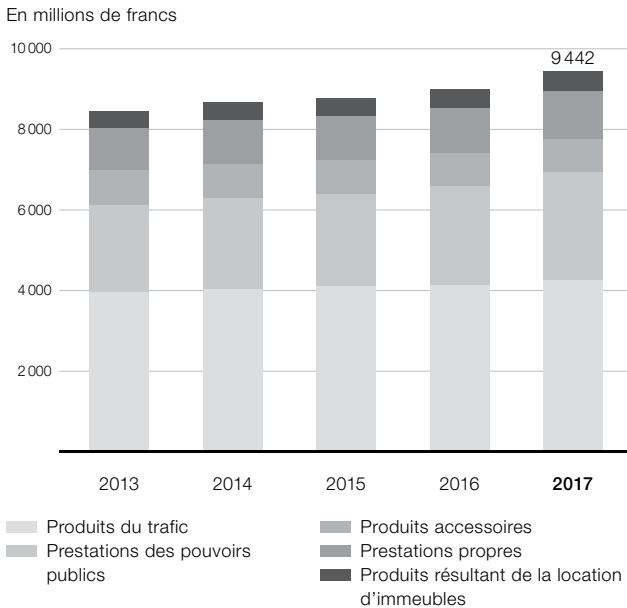 En millions de francs
10 000
9 442
8 000
6 000
4 000
2 000
2013 2014 2015 2016 2017
Produits du trafic
Prestations des pouvoirs
publics
Produits accessoires
Prestations propres
Produits résultant de la location
d'immeubles